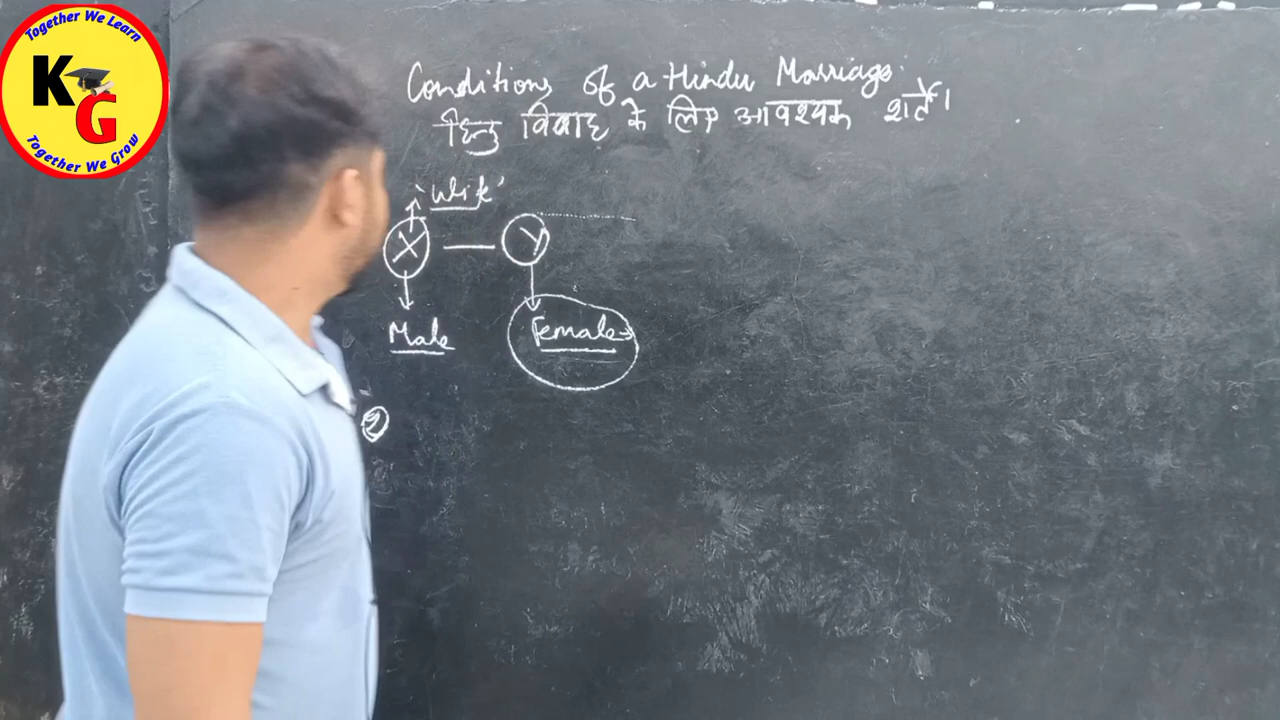 Together We Learn
KG
Together We Grow
Conditions of a Hindu Marriage.
हिन्दु विवाह के लिए आवश्यक शर्ते।
'Wife'
X — Y
Male Female
2